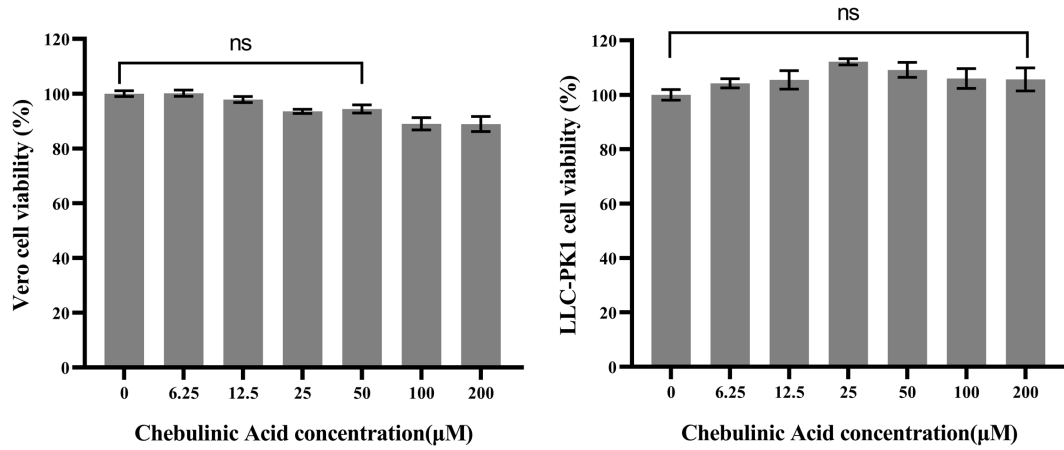 ns
120
100
80
60
40
20
0
Vero cell viability (%)
0 6.25 12.5 25 50 100 200
Chebulinic Acid concentration(μM)
ns
120
100
80
60
40
20
0
LLC-PK1 cell viability (%)
0 6.25 12.5 25 50 100 200
Chebulinic Acid concentration(μM)